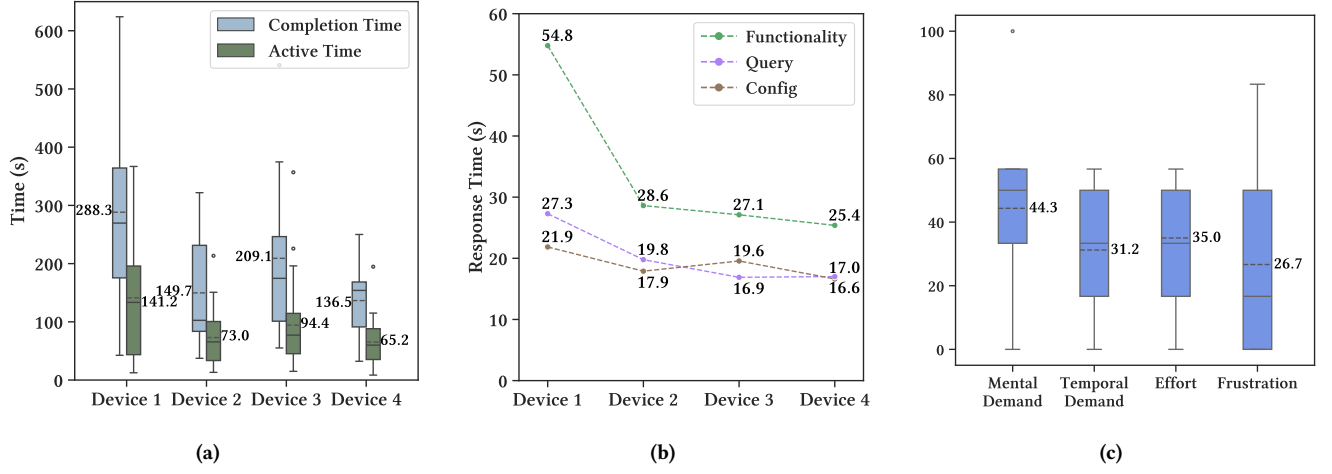 600
500
400
300
200
100
0
Time (s)
Completion Time
Active Time
288.3
141.2
149.7
73.0
209.1
94.4
136.5
65.2
Device 1 Device 2 Device 3 Device 4
(a)
60
50
40
30
20
10
0
Response Time (s)
Functionality
Query
Config
54.8
28.6
27.1
25.4
27.3
19.8
16.9
17.0
21.9
17.9
19.6
16.6
Device 1 Device 2 Device 3 Device 4
(b)
100
80
60
40
20
0
44.3
31.2
35.0
26.7
Mental
Demand
Temporal
Demand
Effort
Frustration
(c)